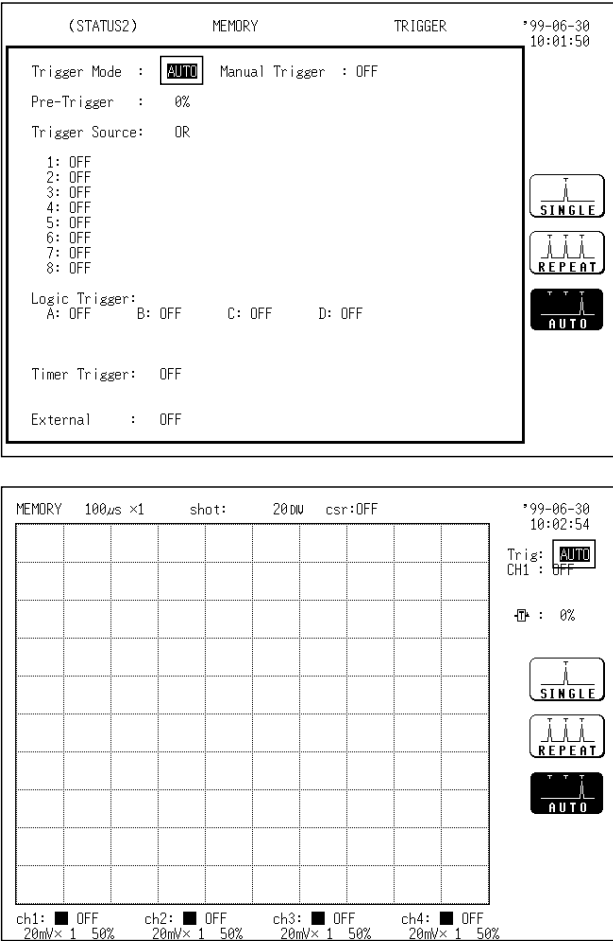 (STATUS2) MEMORY TRIGGER '99-06-30
10:01:50
Trigger Mode : AUTO Manual Trigger : OFF
Pre-Trigger : 0%
Trigger Source: OR
1: OFF
2: OFF
3: OFF
4: OFF
5: OFF
6: OFF
7: OFF
8: OFF
Logic Trigger:
A: OFF B: OFF C: OFF D: OFF
Timer Trigger: OFF
External : OFF
T
SINGLE
T T T
REPEAT
T T T
AUTO
MEMORY 100µs ×1 shot: 20DIV csr:OFF '99-06-30
10:02:54
Trig: AUTO
CH1 : OFF
T : 0%
T
SINGLE
T T T
REPEAT
T T T
AUTO
ch1: OFF ch2: OFF ch3: OFF ch4: OFF
20mV× 1 50% 20mV× 1 50% 20mV× 1 50% 20mV× 1 50%